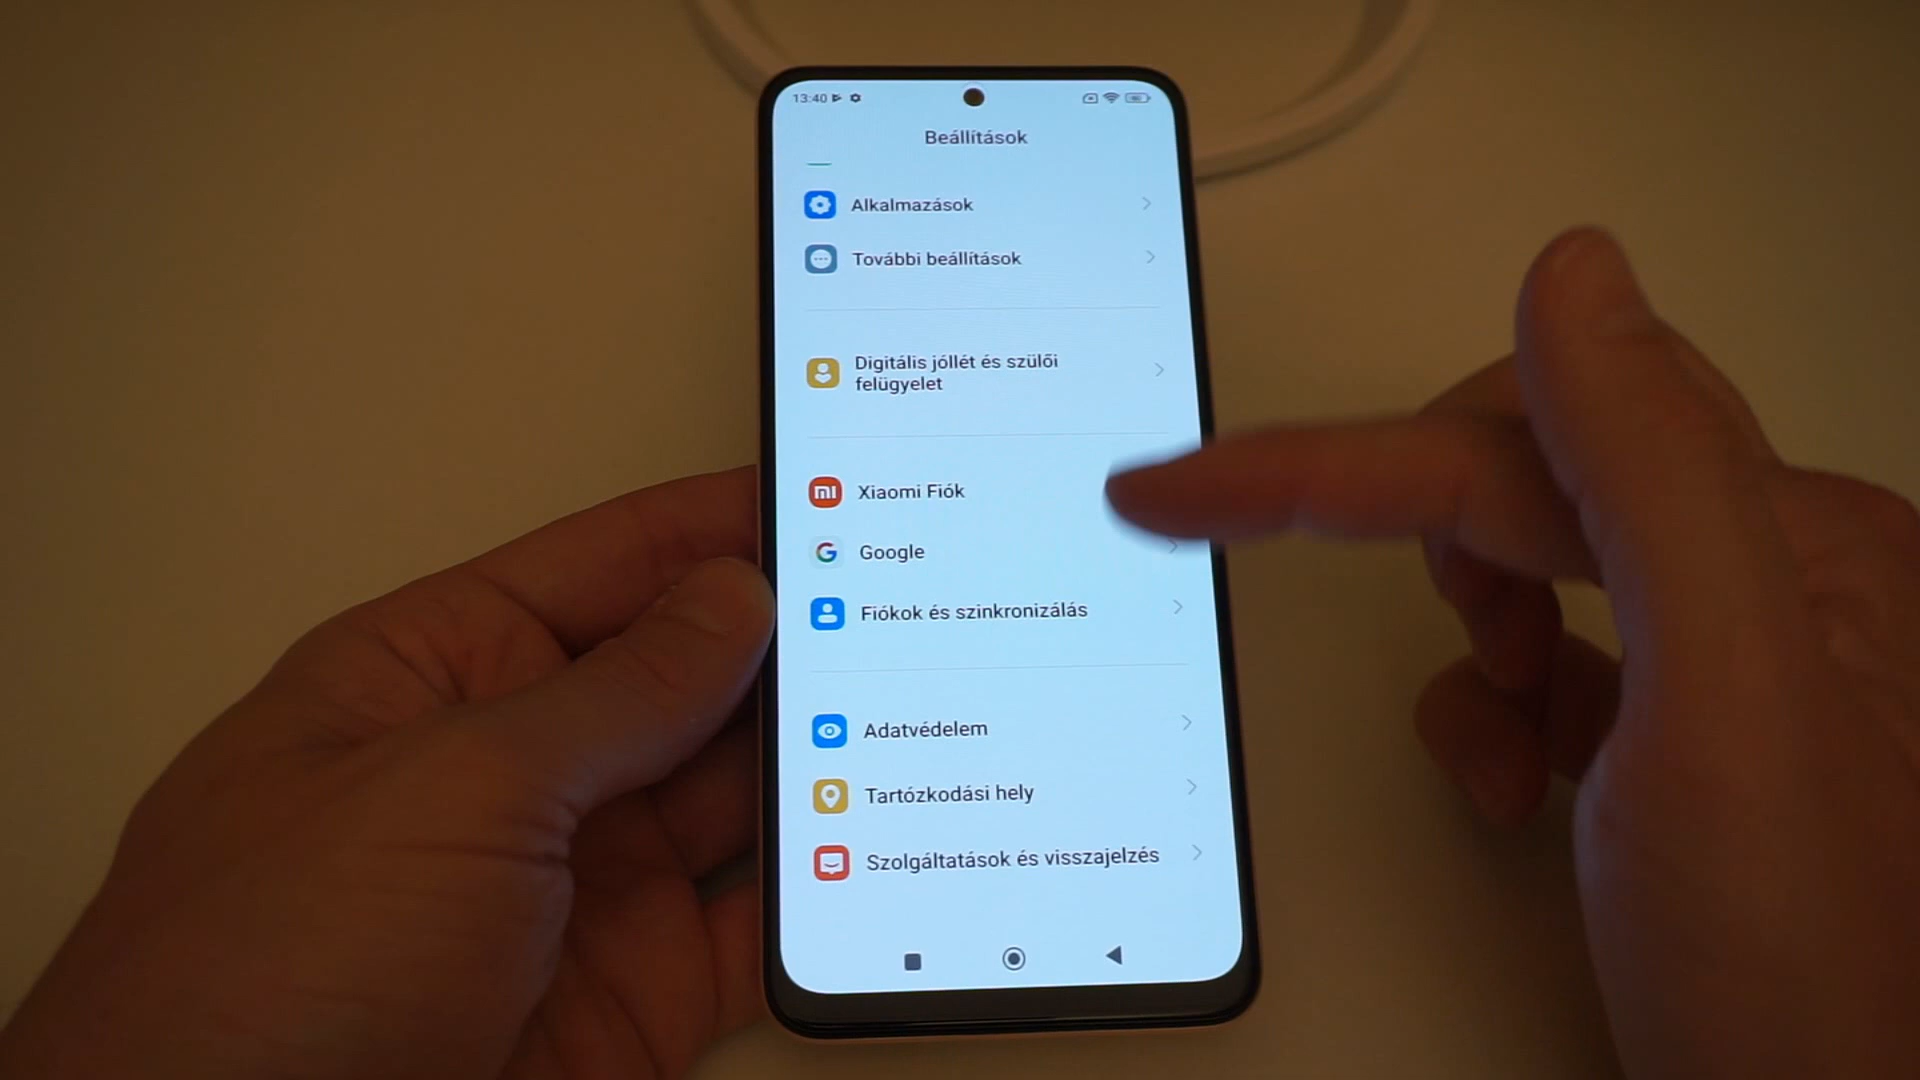 13:40
Beállítások
Alkalmazások
További beállítások
Digitális jóllét és szülői
felügyelet
Xiaomi Fiók
Google
Fiókok és szinkronizálás
Adatvédelem
Tartózkodási hely
Szolgáltatások és visszajelzés